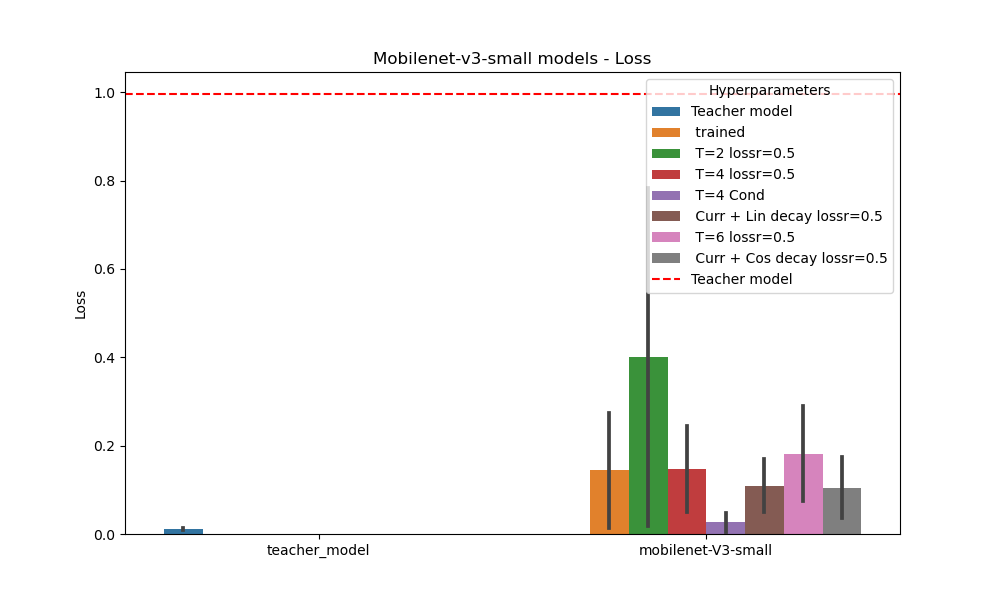 Mobilenet-v3-small models - Loss
Loss
1.0
0.8
0.6
0.4
0.2
0.0
Hyperparameters
Teacher model
trained
T=2 lossr=0.5
T=4 lossr=0.5
T=4 Cond
Curr + Lin decay lossr=0.5
T=6 lossr=0.5
Curr + Cos decay lossr=0.5
Teacher model
teacher_model
mobilenet-V3-small